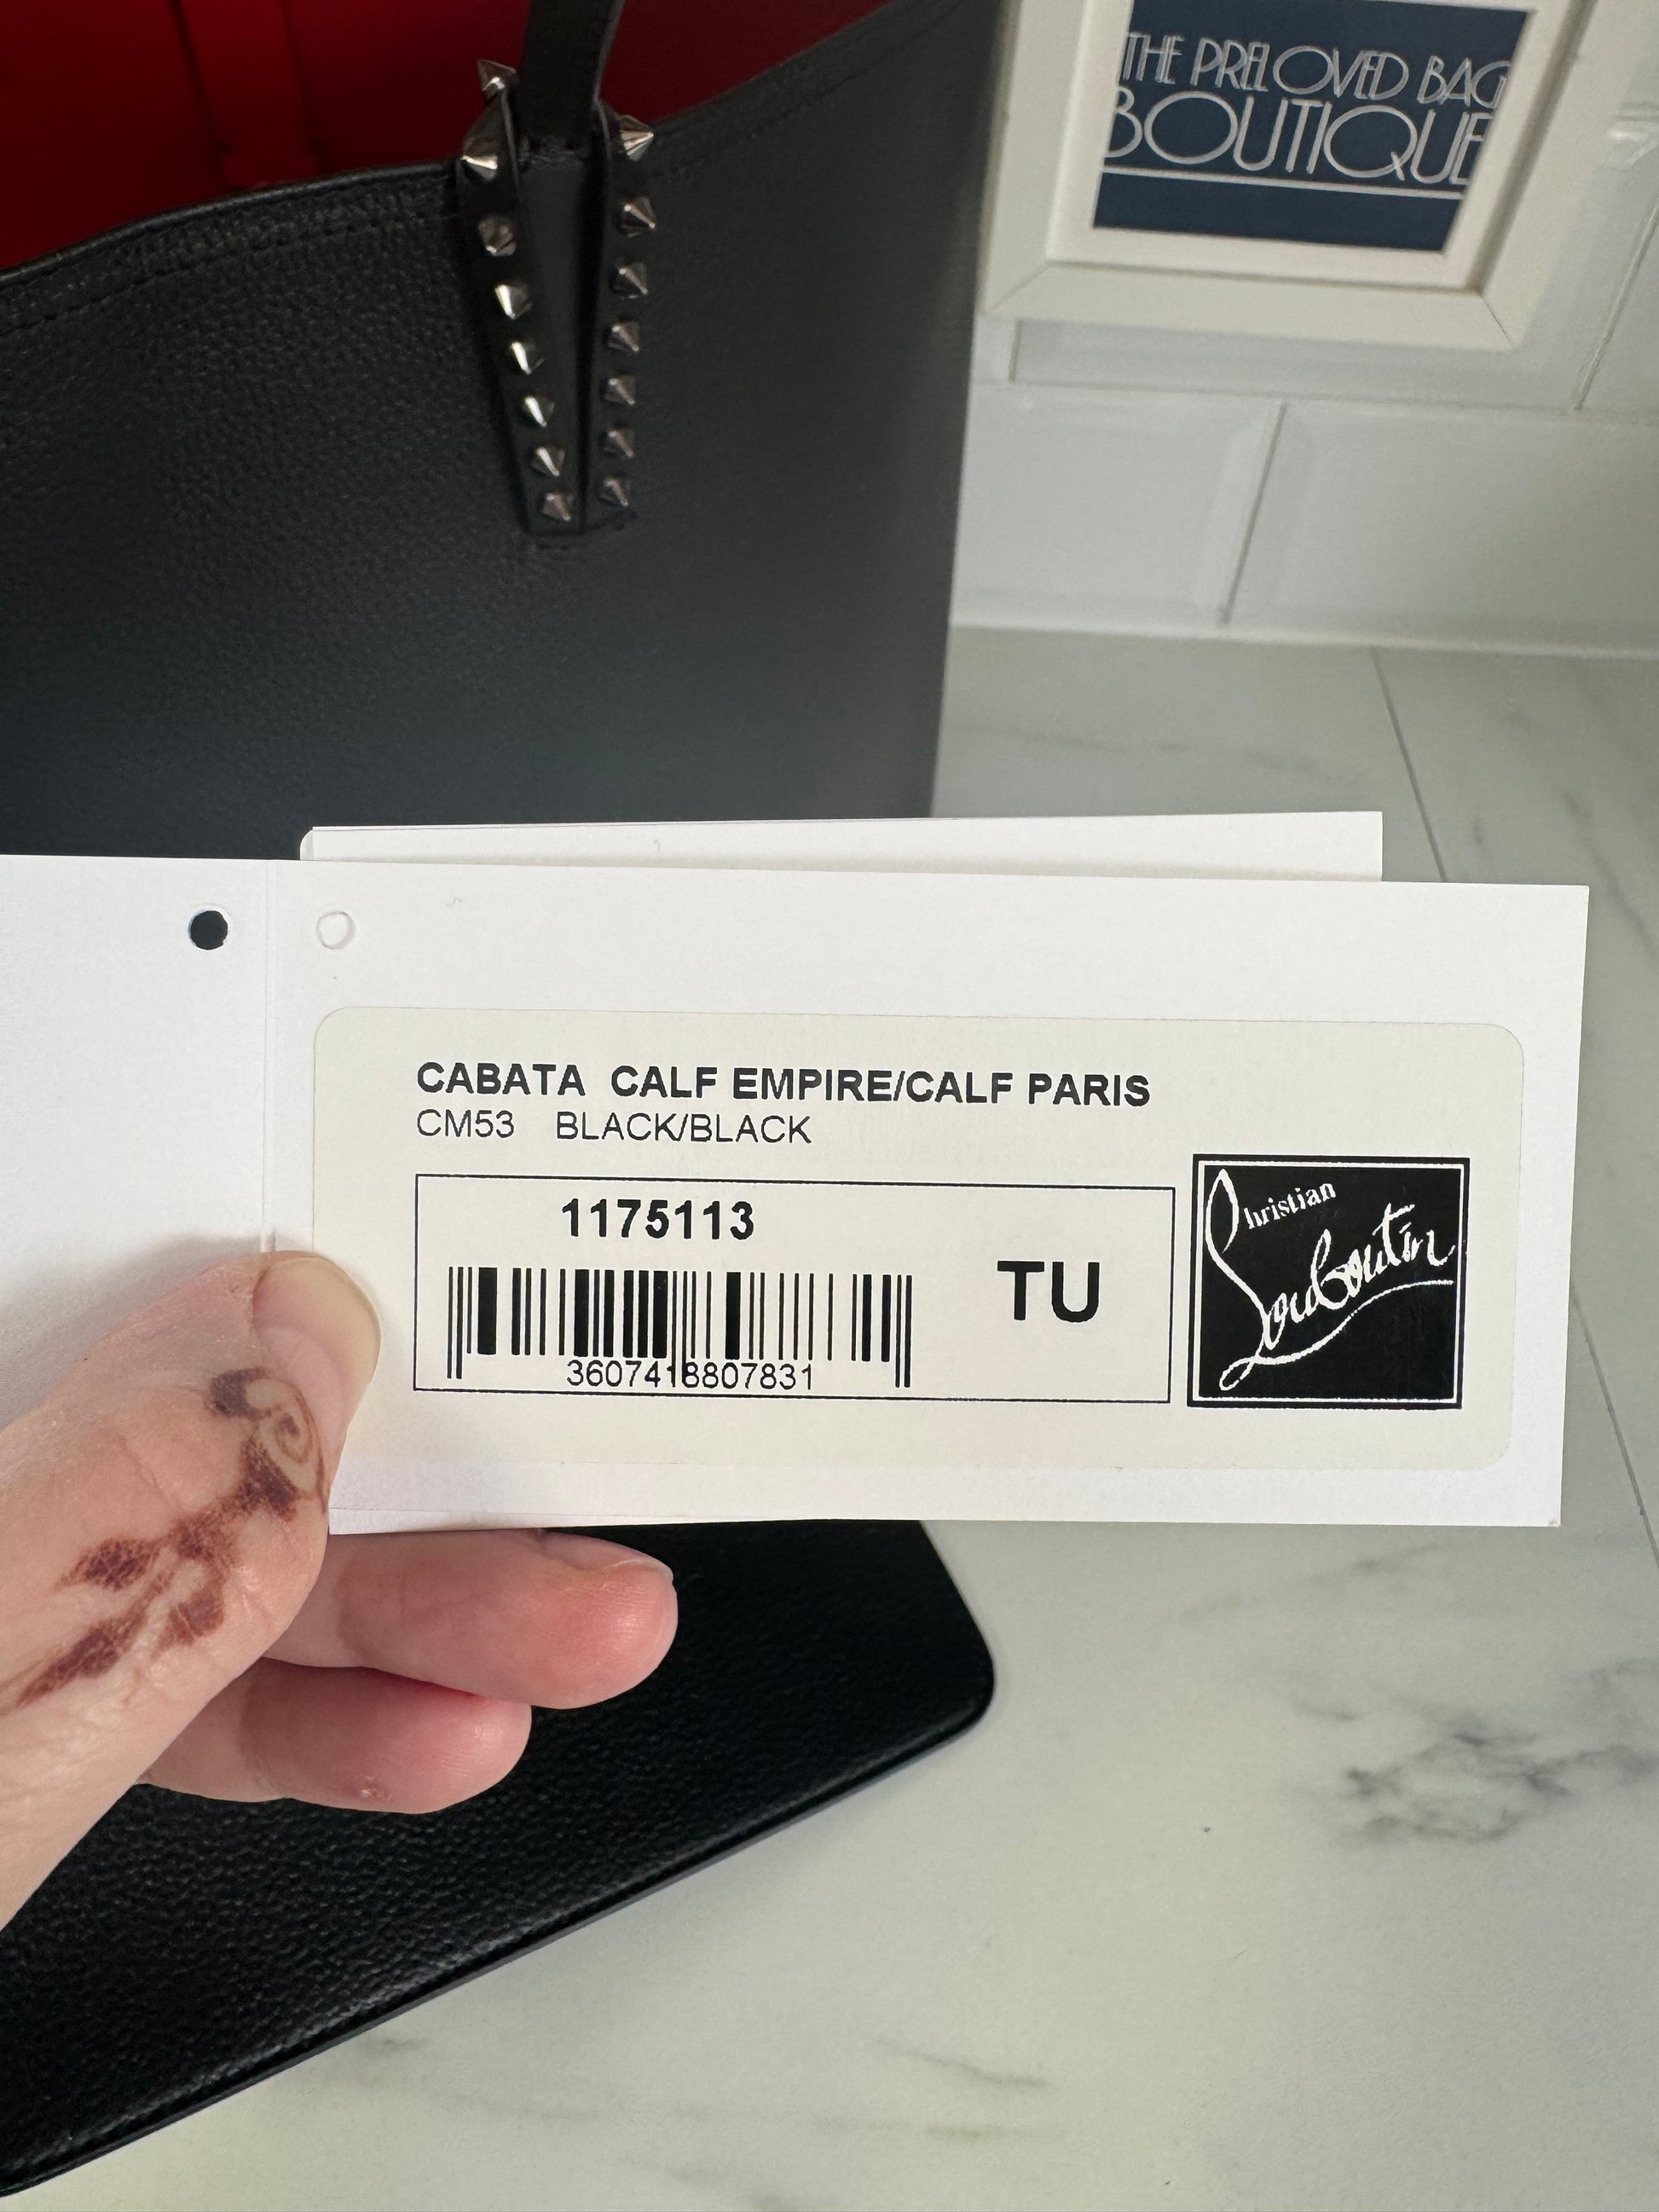 THE PRELOVED BAG
BOUTIQUE
CABATA CALF EMPIRE/CALF PARIS
CM53 BLACK/BLACK
1175113
TU
3607418807831
Christian
Louboutin